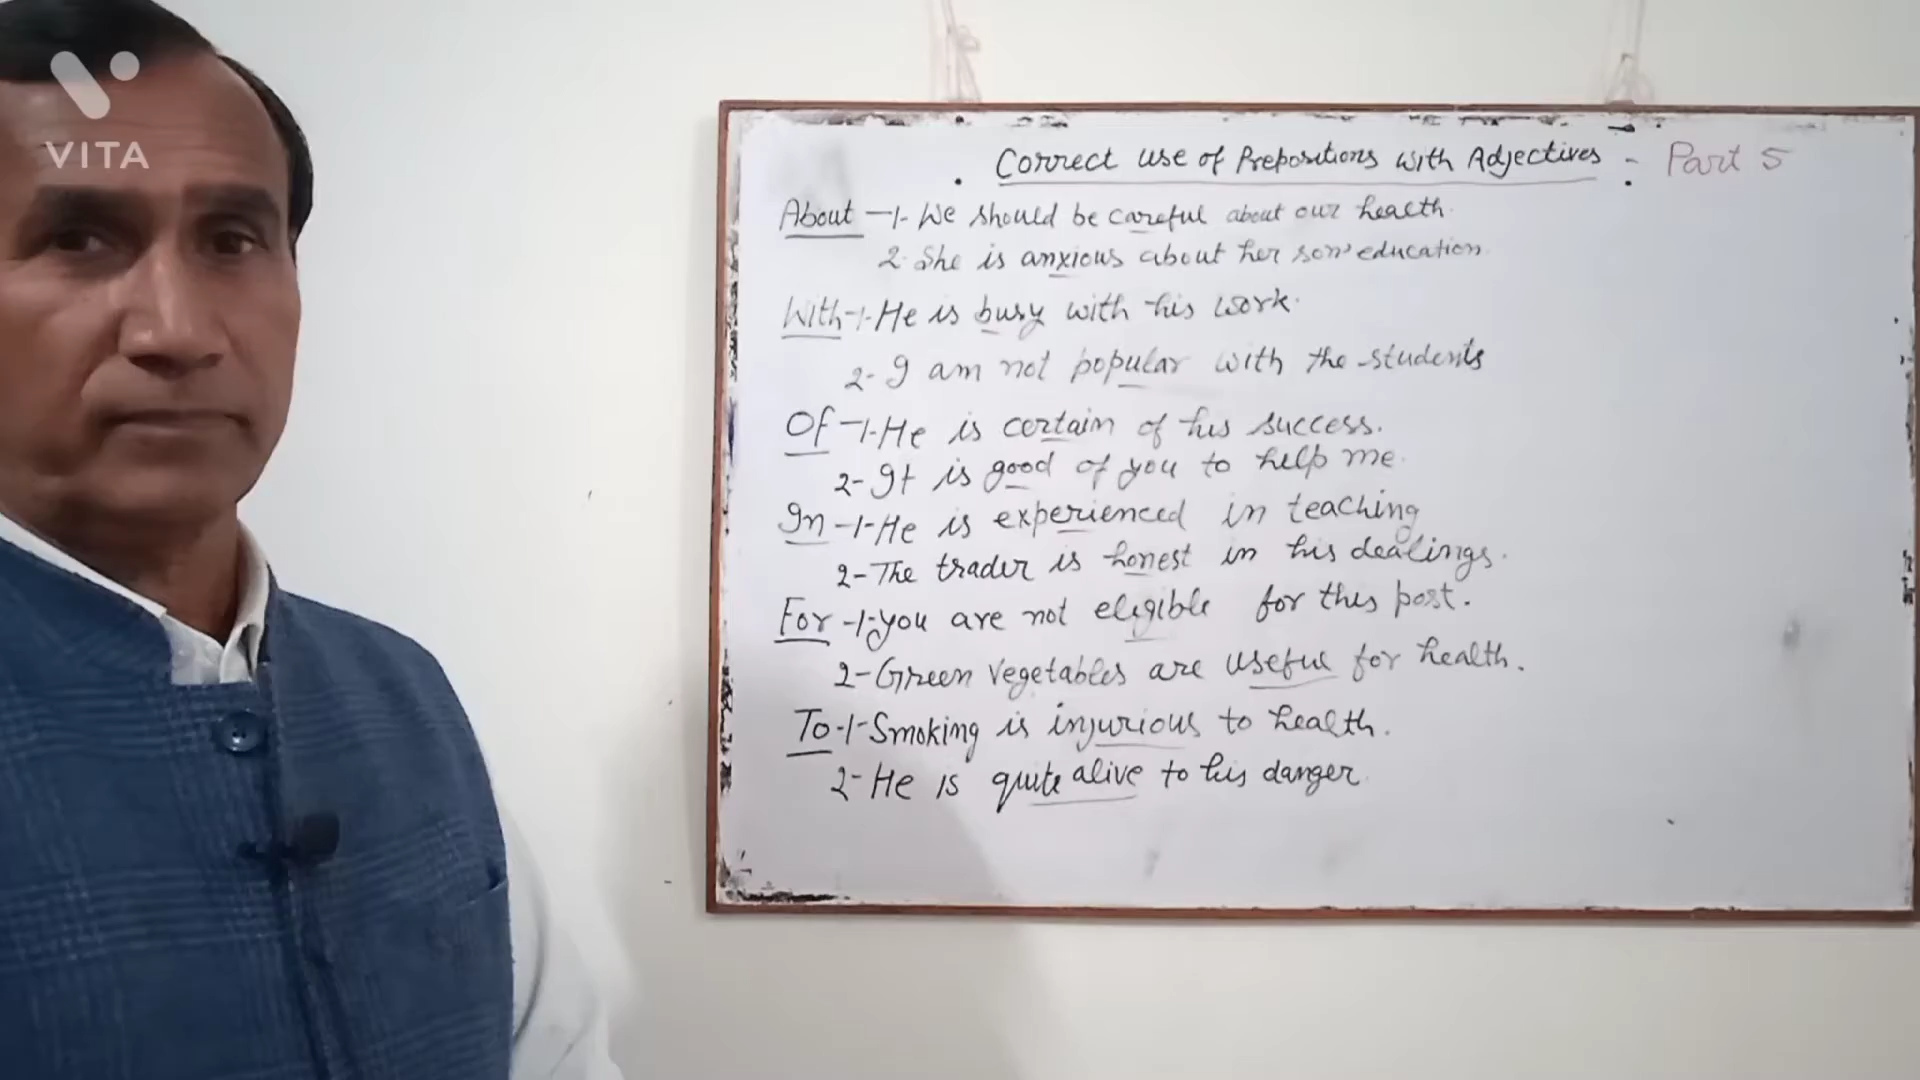 VITA
Correct use of Prepositions with Adjectives :- Part 5
About -1- We should be careful about our health.
2. She is anxious about her son' education.
With-1- He is busy with his work.
2- I am not popular with the students
Of -1- He is certain of his success.
2- It is good of you to help me.
In -1- He is experienced in teaching
2- The trader is honest in his dealings.
For -1- you are not eligible for this post.
2- Green vegetables are useful for health.
To -1- Smoking is injurious to health.
2- He is quite alive to his danger.